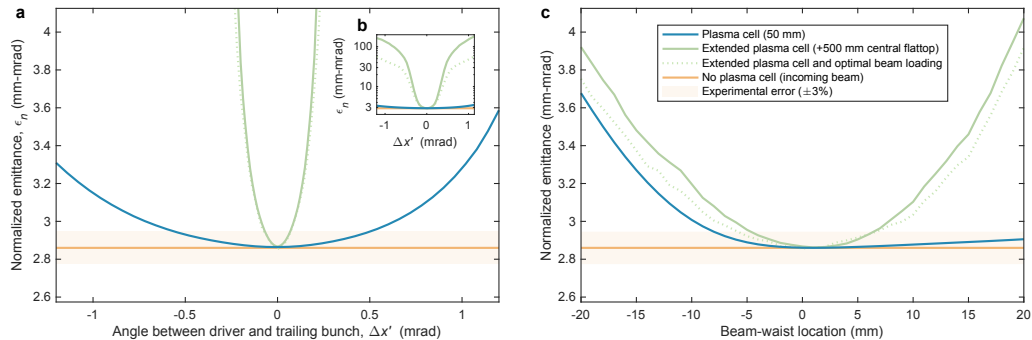 a
Normalized emittance, ϵn (mm-mrad)
4
3.8
3.6
3.4
3.2
3
2.8
2.6
-1
-0.5
0
0.5
1
Angle between driver and trailing bunch, Δx′ (mrad)
b
ϵn (mm-mrad)
100
30
10
3
-1
0
1
Δx′ (mrad)
c
Normalized emittance (mm-mrad)
4
3.8
3.6
3.4
3.2
3
2.8
2.6
-20
-15
-10
-5
0
5
10
15
20
Beam-waist location (mm)
Plasma cell (50 mm)
Extended plasma cell (+500 mm central flattop)
Extended plasma cell and optimal beam loading
No plasma cell (incoming beam)
Experimental error (±3%)